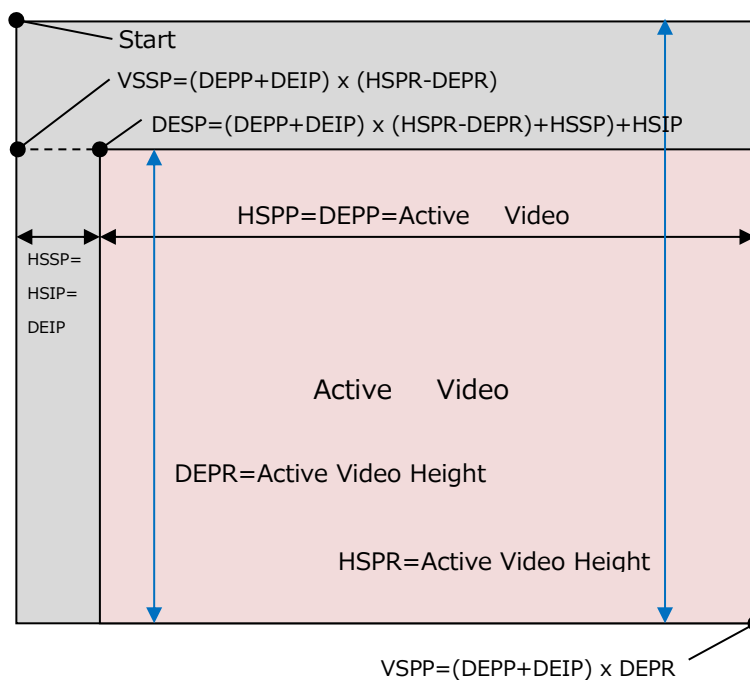 Start
VSSP=(DEPP+DEIP) x (HSPR-DEPR)
DESP=(DEPP+DEIP) x (HSPR-DEPR)+HSSP)+HSIP
HSPP=DEPP=Active Video
HSSP=
HSIP=
DEIP
Active Video
DEPR=Active Video Height
HSPR=Active Video Height
VSPP=(DEPP+DEIP) x DEPR